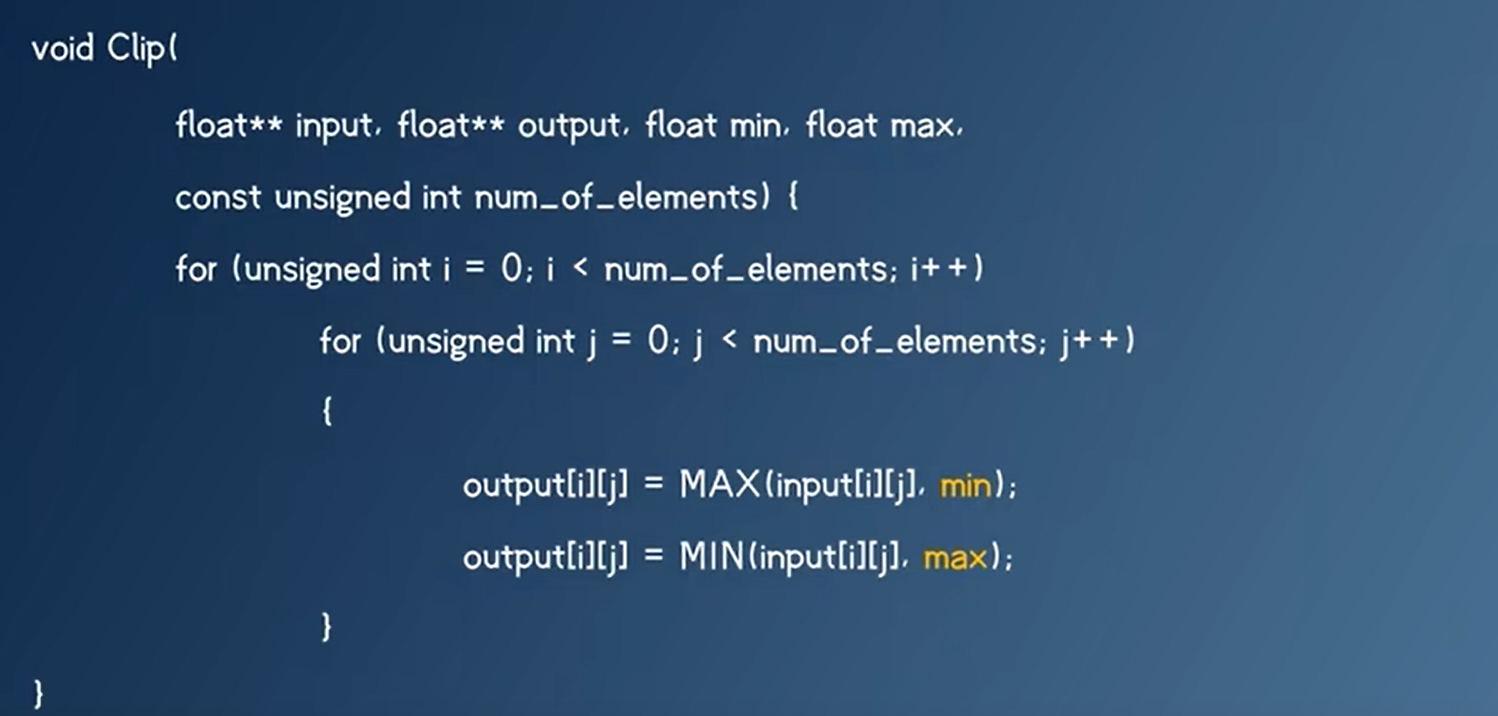 void Clip(
float** input, float** output, float min, float max,
const unsigned int num_of_elements) {
for (unsigned int i = 0; i < num_of_elements; i++)
for (unsigned int j = 0; j < num_of_elements; j++)
{
output[i][j] = MAX(input[i][j], min);
output[i][j] = MIN(input[i][j], max);
}
}